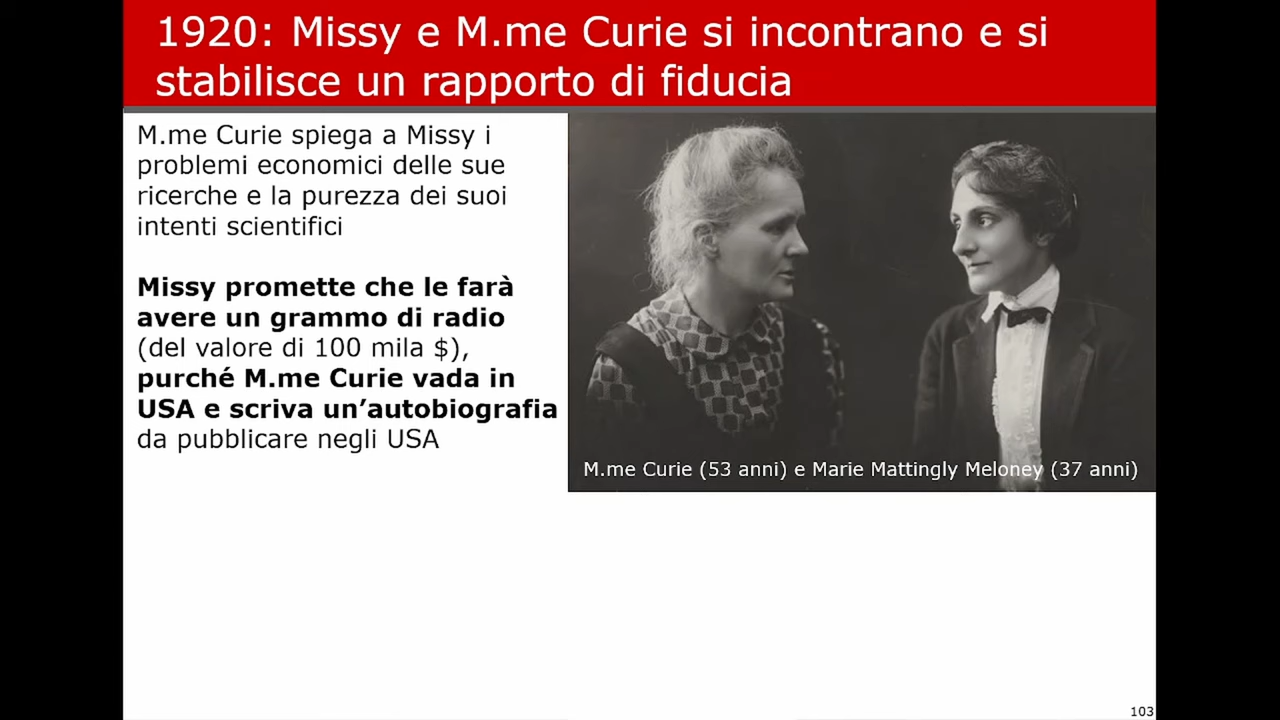 1920: Missy e M.me Curie si incontrano e si
stabilisce un rapporto di fiducia
M.me Curie spiega a Missy i
problemi economici delle sue
ricerche e la purezza dei suoi
intenti scientifici
Missy promette che le farà
avere un grammo di radio
(del valore di 100 mila $),
purché M.me Curie vada in
USA e scriva un’autobiografia
da pubblicare negli USA
M.me Curie (53 anni) e Marie Mattingly Meloney (37 anni)
103